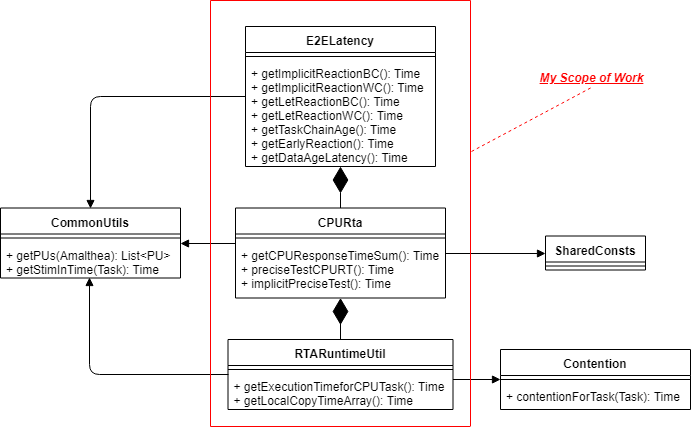 E2ELatency
+ getImplicitReactionBC(): Time
+ getImplicitReactionWC(): Time
+ getLetReactionBC(): Time
+ getLetReactionWC(): Time
+ getTaskChainAge(): Time
+ getEarlyReaction(): Time
+ getDataAgeLatency(): Time
My Scope of Work
CommonUtils
+ getPUs(Amalthea): List<PU>
+ getStimInTime(Task): Time
CPURta
+ getCPUResponseTimeSum(): Time
+ preciseTestCPURT(): Time
+ implicitPreciseTest(): Time
SharedConsts
RTARuntimeUtil
+ getExecutionTimeforCPUTask(): Time
+ getLocalCopyTimeArray(): Time
Contention
+ contentionForTask(Task): Time